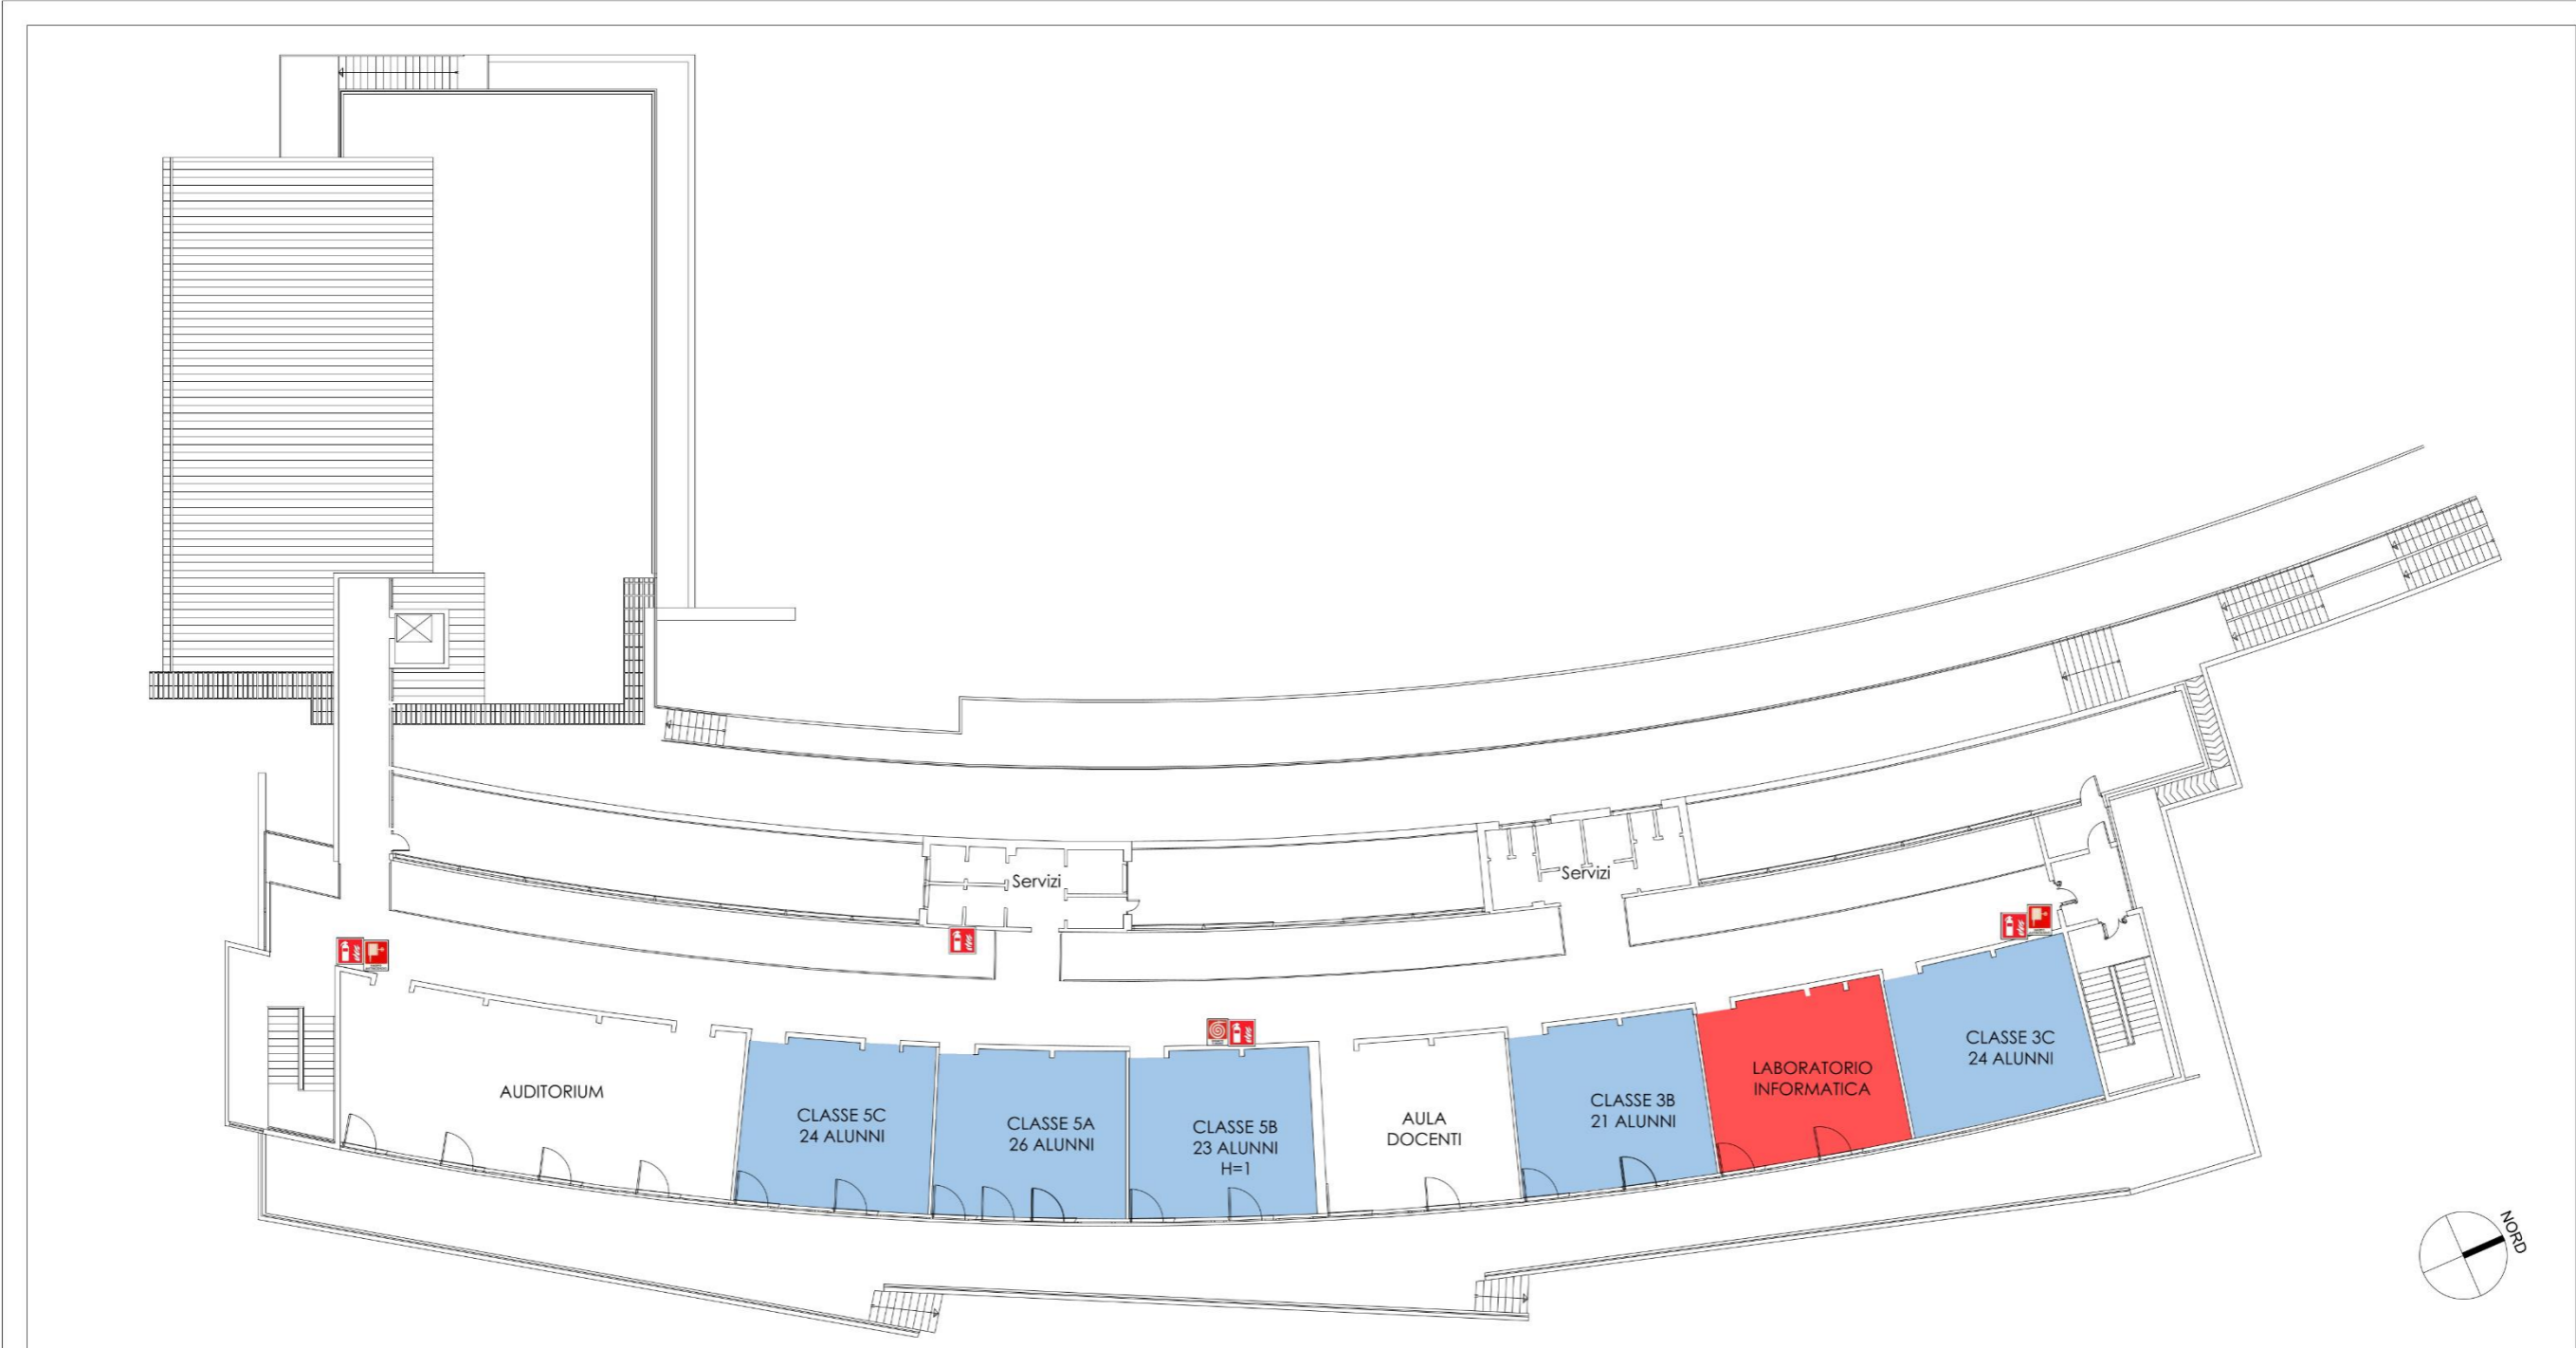 Servizi
Servizi
AUDITORIUM
CLASSE 5C
24 ALUNNI
CLASSE 5A
26 ALUNNI
CLASSE 5B
23 ALUNNI
H=1
AULA
DOCENTI
CLASSE 3B
21 ALUNNI
LABORATORIO
INFORMATICA
CLASSE 3C
24 ALUNNI
NORD